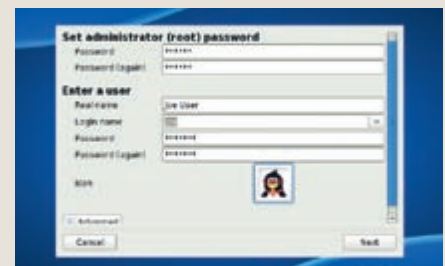 Set administrator (root) password
Password ******
Password (again) ******
Enter a user
Real name Joe User
Login name
Password *******
Password (again) *******
Icon
Advanced
Cancel Next